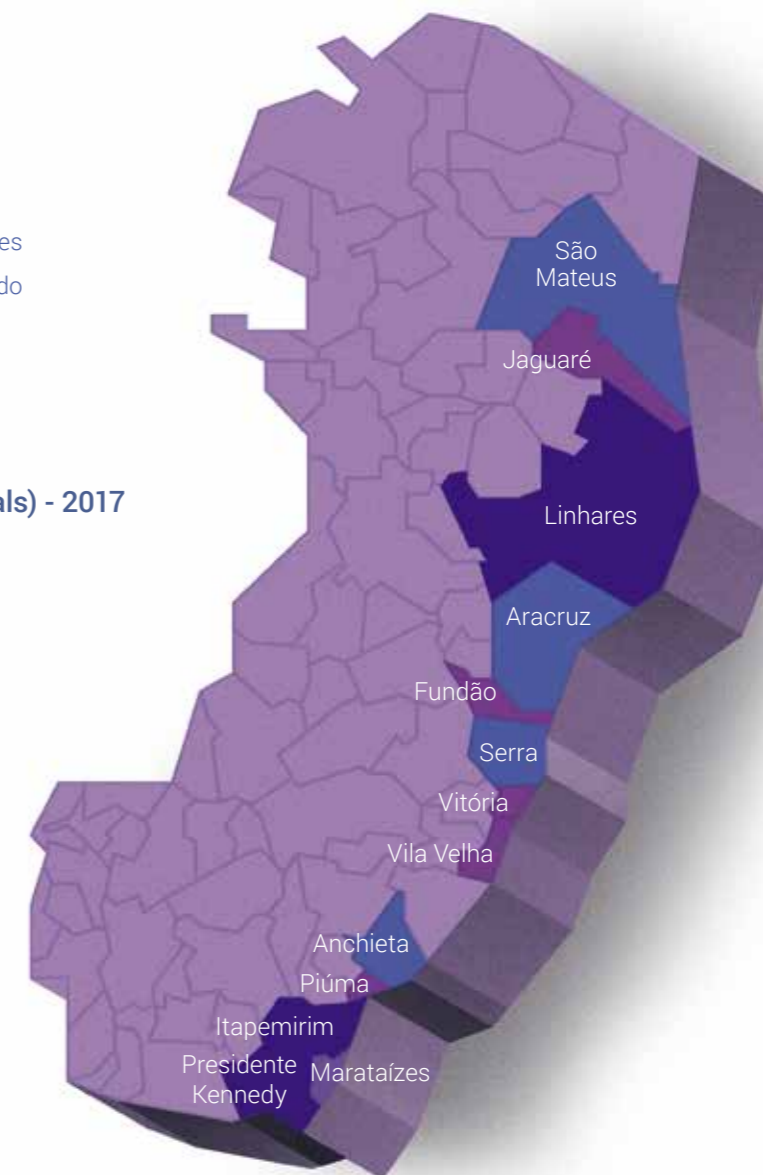 es
do
als) - 2017
São
Mateus
Jaguaré
Linhares
Aracruz
Fundão
Serra
Vitória
Vila Velha
Anchieta
Piúma
Itapemirim
Presidente
Kennedy
Marataízes